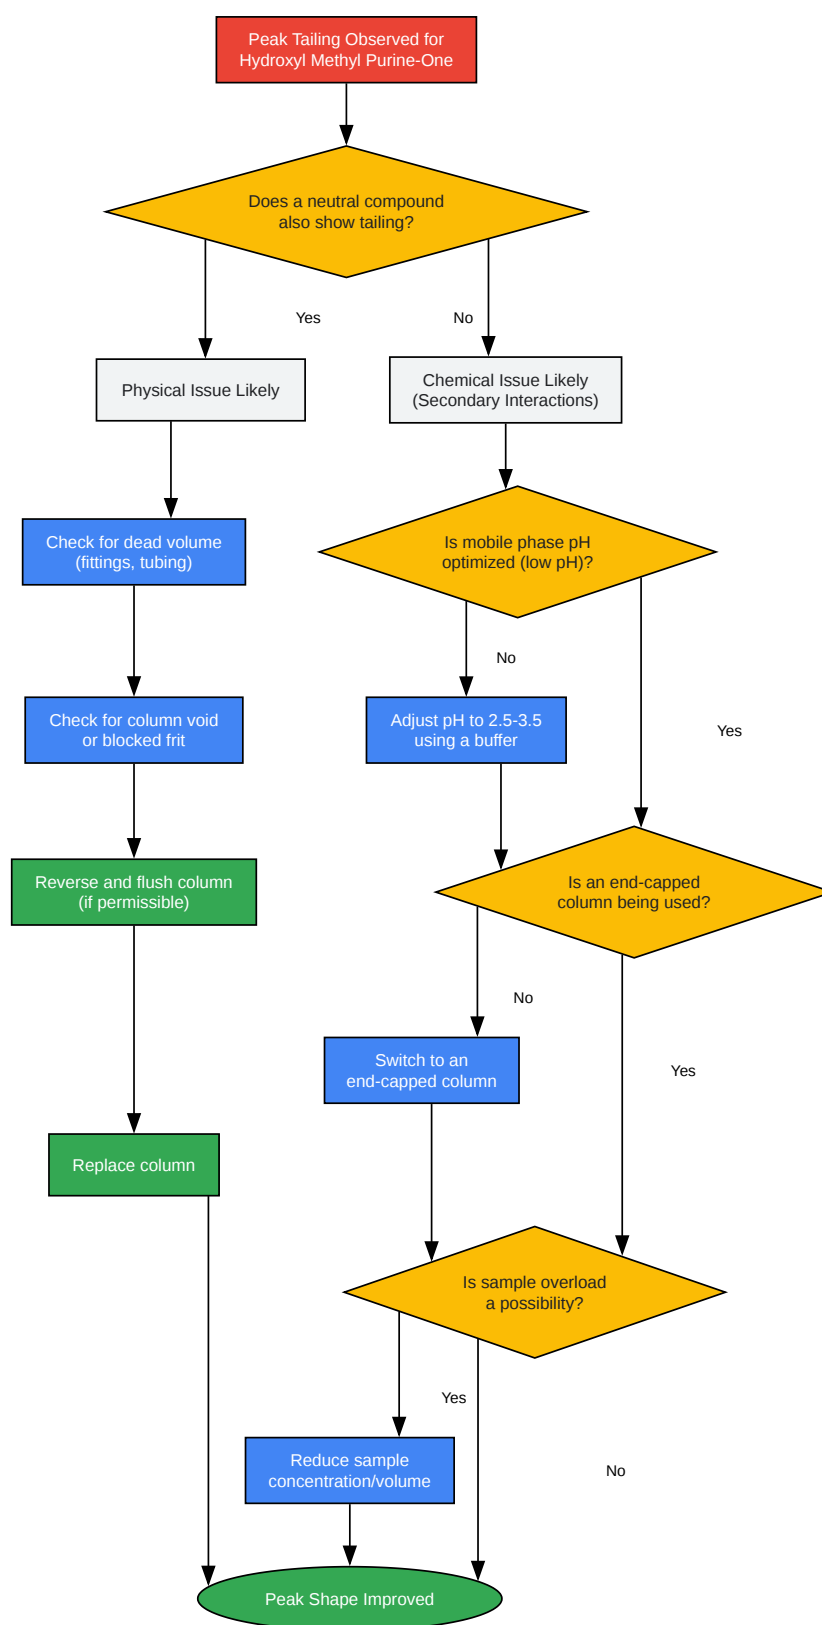 Peak Tailing Observed for
Hydroxyl Methyl Purine-One
Does a neutral compound
also show tailing?
Yes
No
Physical Issue Likely
Chemical Issue Likely
(Secondary Interactions)
Check for dead volume
(fittings, tubing)
Is mobile phase pH
optimized (low pH)?
No
Check for column void
or blocked frit
Adjust pH to 2.5-3.5
using a buffer
Yes
Reverse and flush column
(if permissible)
Is an end-capped
column being used?
No
Switch to an
end-capped column
Yes
Replace column
Is sample overload
a possibility?
Yes
Reduce sample
concentration/volume
No
Peak Shape Improved